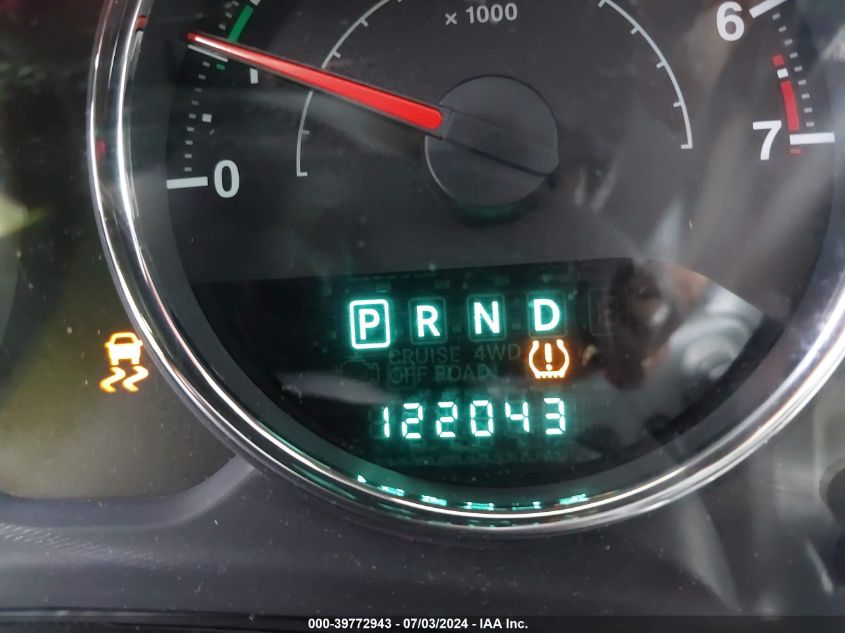 x 1000
6
1
7
0
P R N D
CRUISE 4WD
OFF ROAD
122043
000-39772943 - 07/03/2024 - IAA Inc.